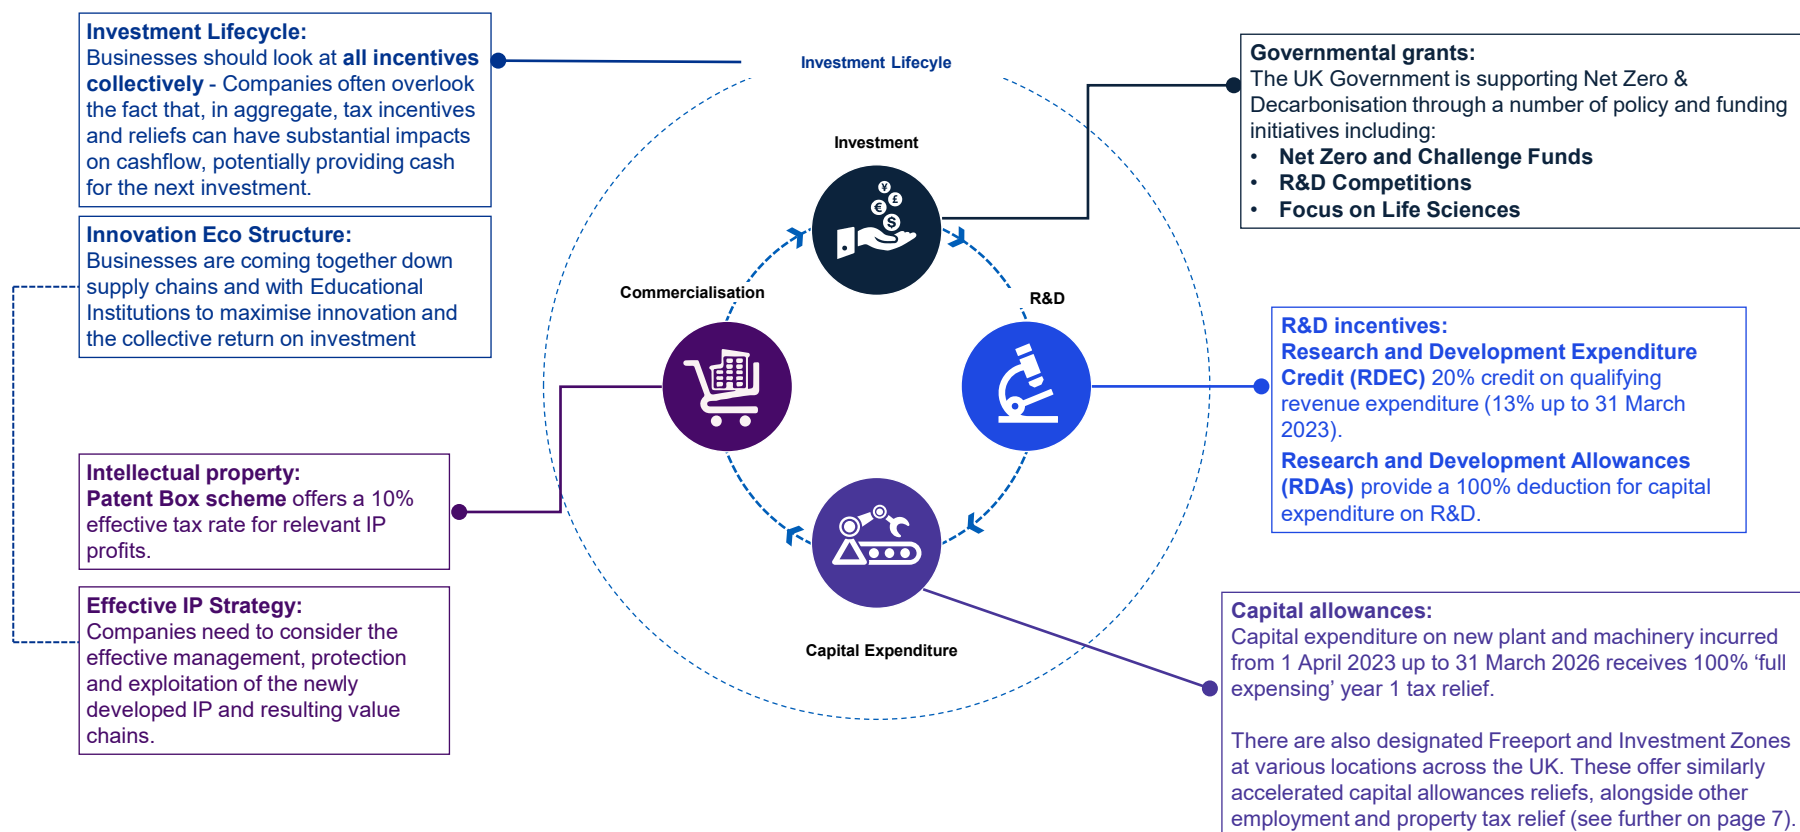 Investment Lifecycle:
Businesses should look at all incentives
collectively - Companies often overlook
the fact that, in aggregate, tax incentives
and reliefs can have substantial impacts
on cashflow, potentially providing cash
for the next investment.
Innovation Eco Structure:
Businesses are coming together down
supply chains and with Educational
Institutions to maximise innovation and
the collective return on investment
Intellectual property:
Patent Box scheme offers a 10%
effective tax rate for relevant IP
profits.
Effective IP Strategy:
Companies need to consider the
effective management, protection
and exploitation of the newly
developed IP and resulting value
chains.
Investment Lifecyle
Investment
¥
£
€
$
Commercialisation
R&D
Capital Expenditure
Governmental grants:
The UK Government is supporting Net Zero &
Decarbonisation through a number of policy and funding
initiatives including:
• Net Zero and Challenge Funds
• R&D Competitions
• Focus on Life Sciences
R&D incentives:
Research and Development Expenditure
Credit (RDEC) 20% credit on qualifying
revenue expenditure (13% up to 31 March
2023).
Research and Development Allowances
(RDAs) provide a 100% deduction for capital
expenditure on R&D.
Capital allowances:
Capital expenditure on new plant and machinery incurred
from 1 April 2023 up to 31 March 2026 receives 100% ‘full
expensing’ year 1 tax relief.
There are also designated Freeport and Investment Zones
at various locations across the UK. These offer similarly
accelerated capital allowances reliefs, alongside other
employment and property tax relief (see further on page 7).